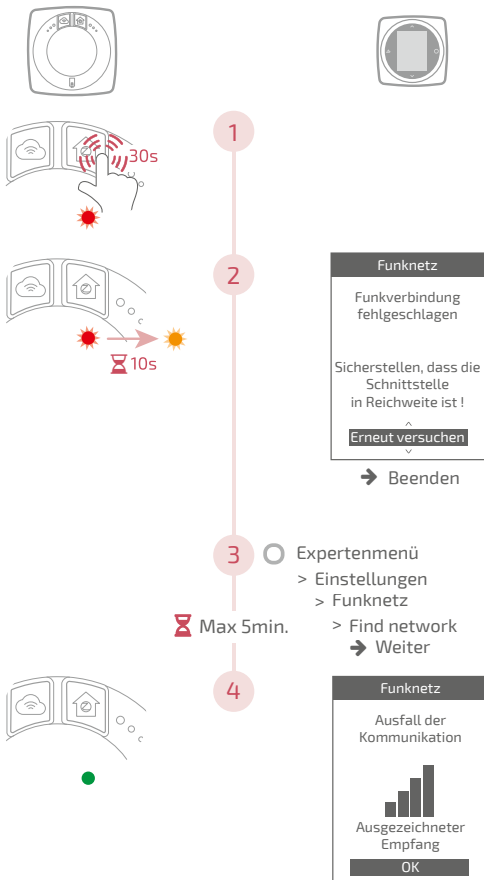 1
30s
2
10s
Funknetz
Funkverbindung
fehlgeschlagen
Sicherstellen, dass die
Schnittstelle
in Reichweite ist !
Erneut versuchen
Beenden
3
Expertenmenü
> Einstellungen
> Funknetz
> Find network
Weiter
Max 5min.
4
Funknetz
Ausfall der
Kommunikation
Ausgezeichneter
Empfang
OK